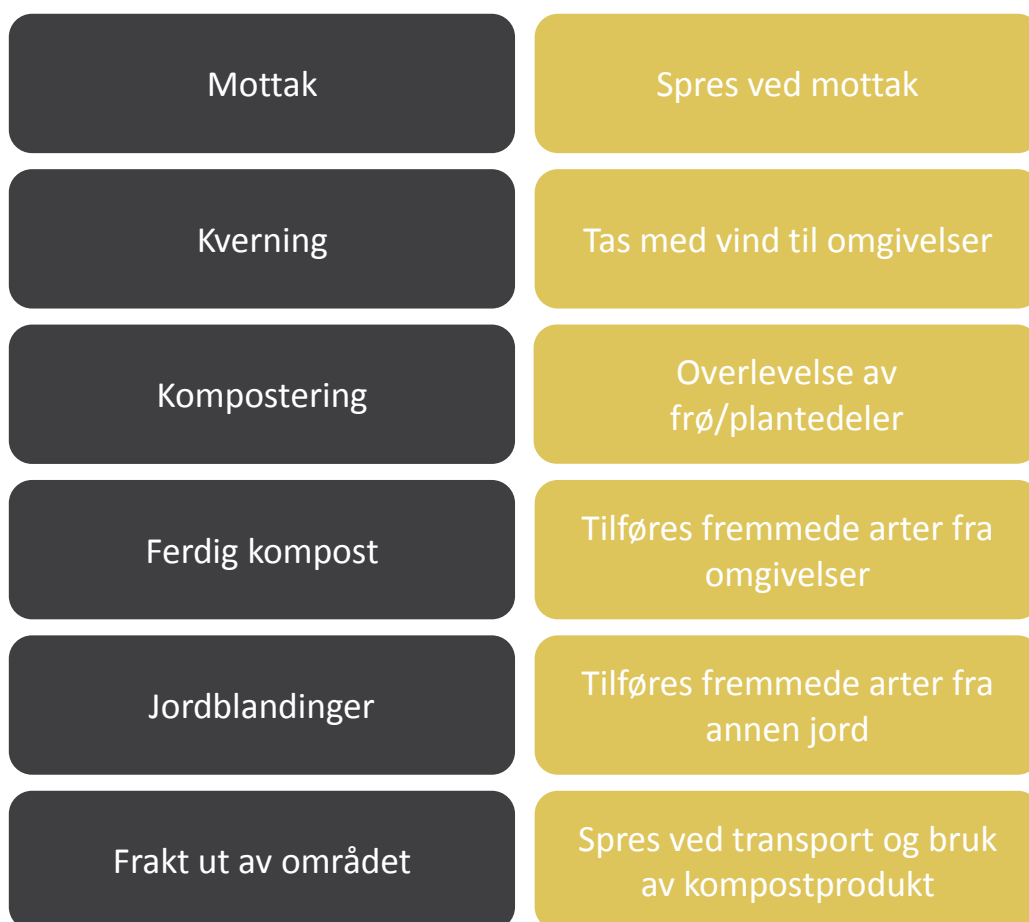 Mottak
Spres ved mottak
Kverning
Tas med vind til omgivelser
Kompostering
Overlevelse av
frø/plantedeler
Ferdig kompost
Tilføres fremmede arter fra
omgivelser
Jordblandinger
Tilføres fremmede arter fra
annen jord
Frakt ut av området
Spres ved transport og bruk
av kompostprodukt